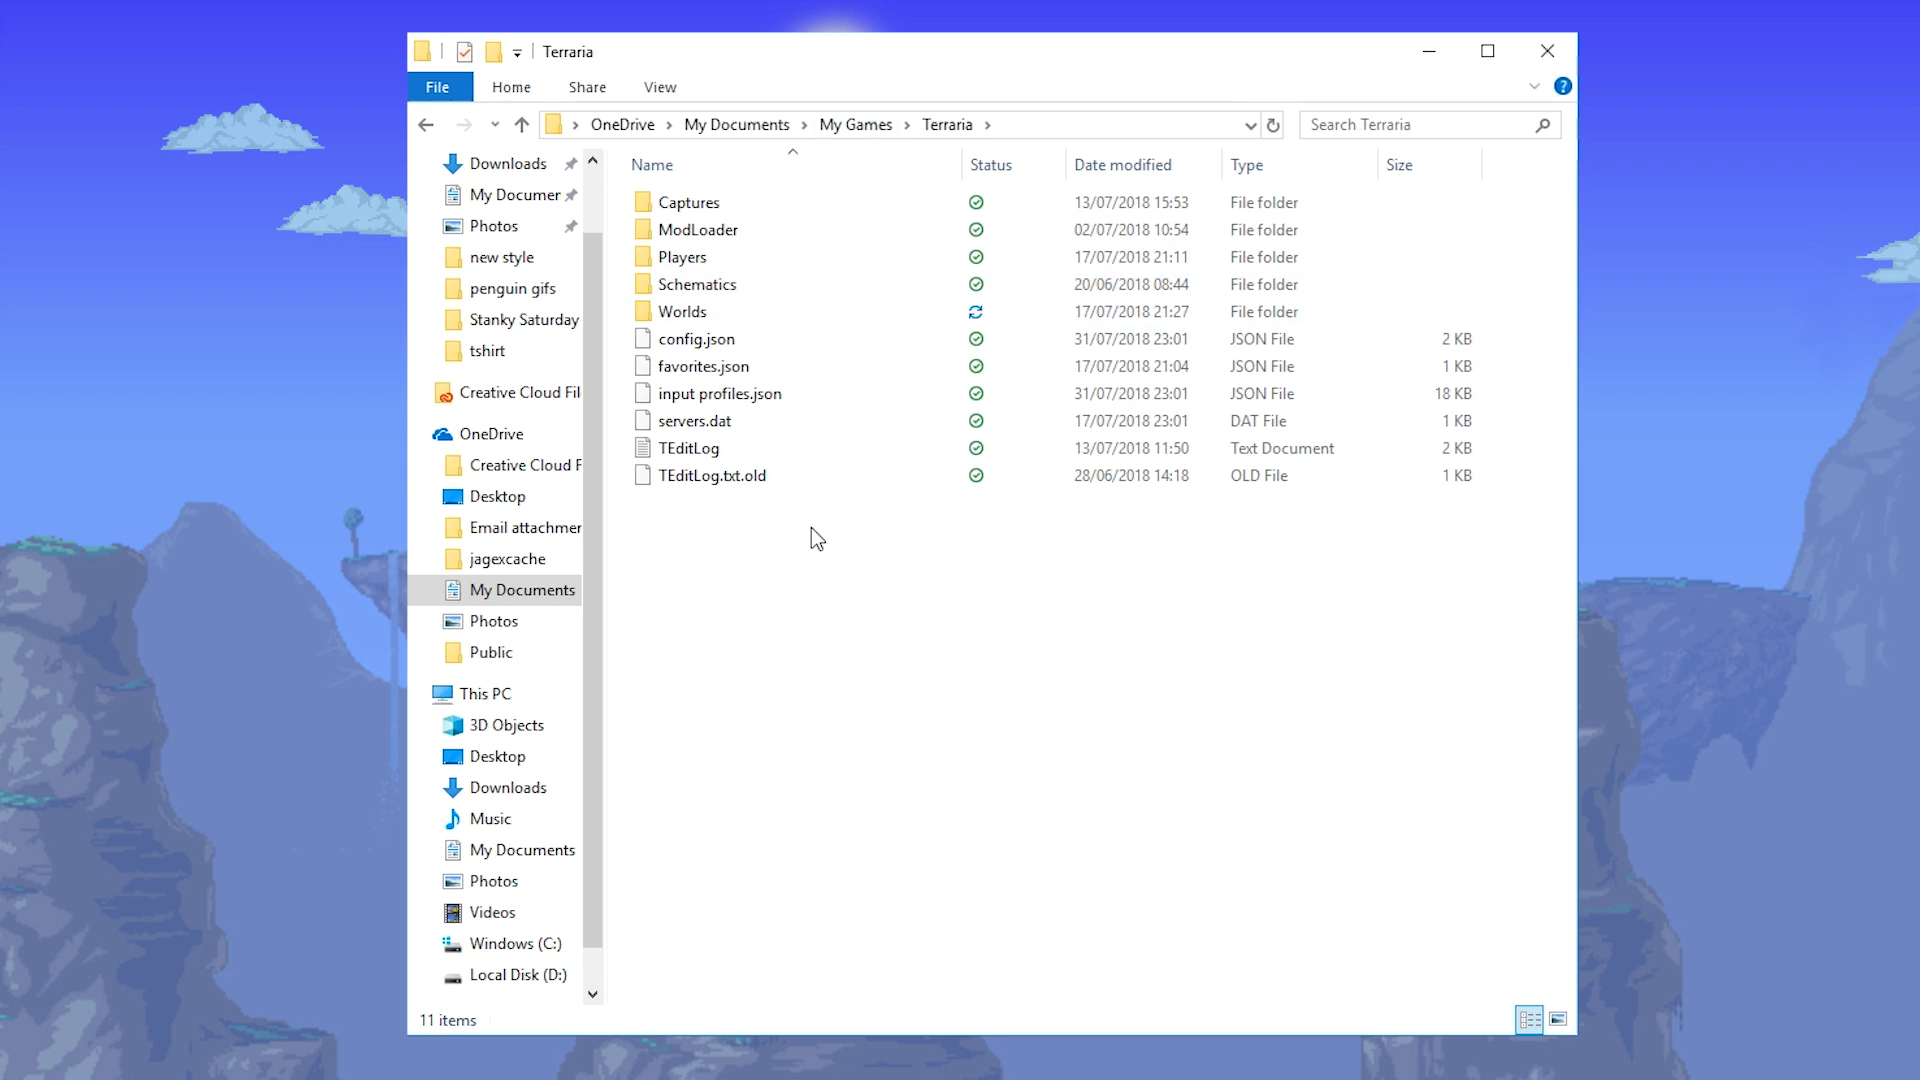 Terraria
File Home Share View
OneDrive My Documents My Games Terraria Search Terraria
Downloads
My Documer
Photos
new style
penguin gifs
Stanky Saturday
tshirt
Creative Cloud Fil
OneDrive
Creative Cloud F
Desktop
Email attachmer
jagexcache
My Documents
Photos
Public
This PC
3D Objects
Desktop
Downloads
Music
My Documents
Photos
Videos
Windows (C:)
Local Disk (D:)
Name Status Date modified Type Size
Captures 13/07/2018 15:53 File folder
ModLoader 02/07/2018 10:54 File folder
Players 17/07/2018 21:11 File folder
Schematics 20/06/2018 08:44 File folder
Worlds 17/07/2018 21:27 File folder
config.json 31/07/2018 23:01 JSON File 2 KB
favorites.json 17/07/2018 21:04 JSON File 1 KB
input profiles.json 31/07/2018 23:01 JSON File 18 KB
servers.dat 17/07/2018 23:01 DAT File 1 KB
TEditLog 13/07/2018 11:50 Text Document 2 KB
TEditLog.txt.old 28/06/2018 14:18 OLD File 1 KB
11 items